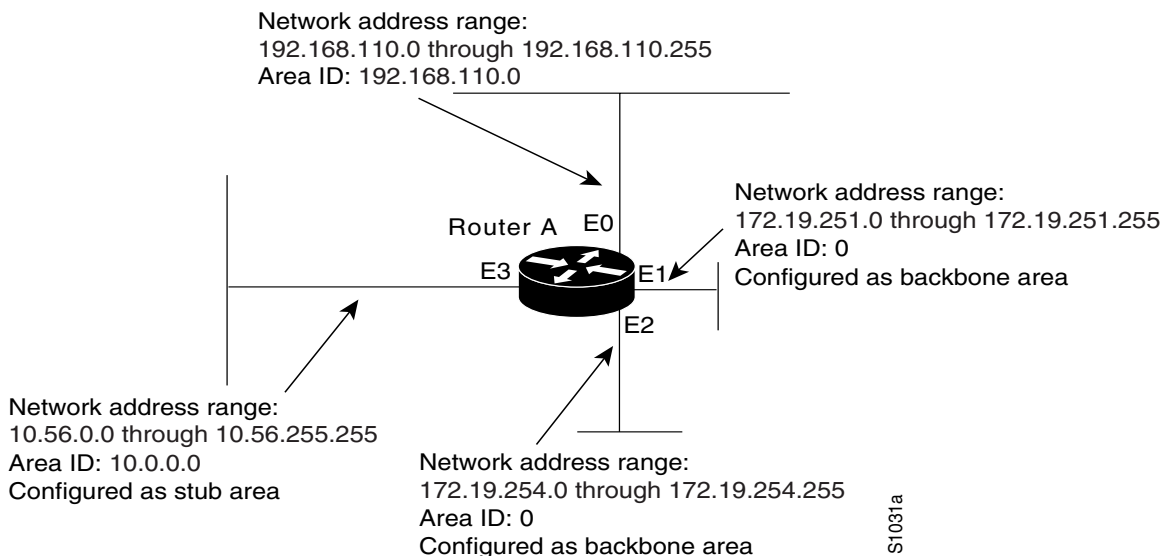 Network address range:
192.168.110.0 through 192.168.110.255
Area ID: 192.168.110.0
Network address range:
172.19.251.0 through 172.19.251.255
Area ID: 0
Configured as backbone area
Router A
E0
E3
E1
E2
Network address range:
10.56.0.0 through 10.56.255.255
Area ID: 10.0.0.0
Configured as stub area
Network address range:
172.19.254.0 through 172.19.254.255
Area ID: 0
Configured as backbone area
S1031a